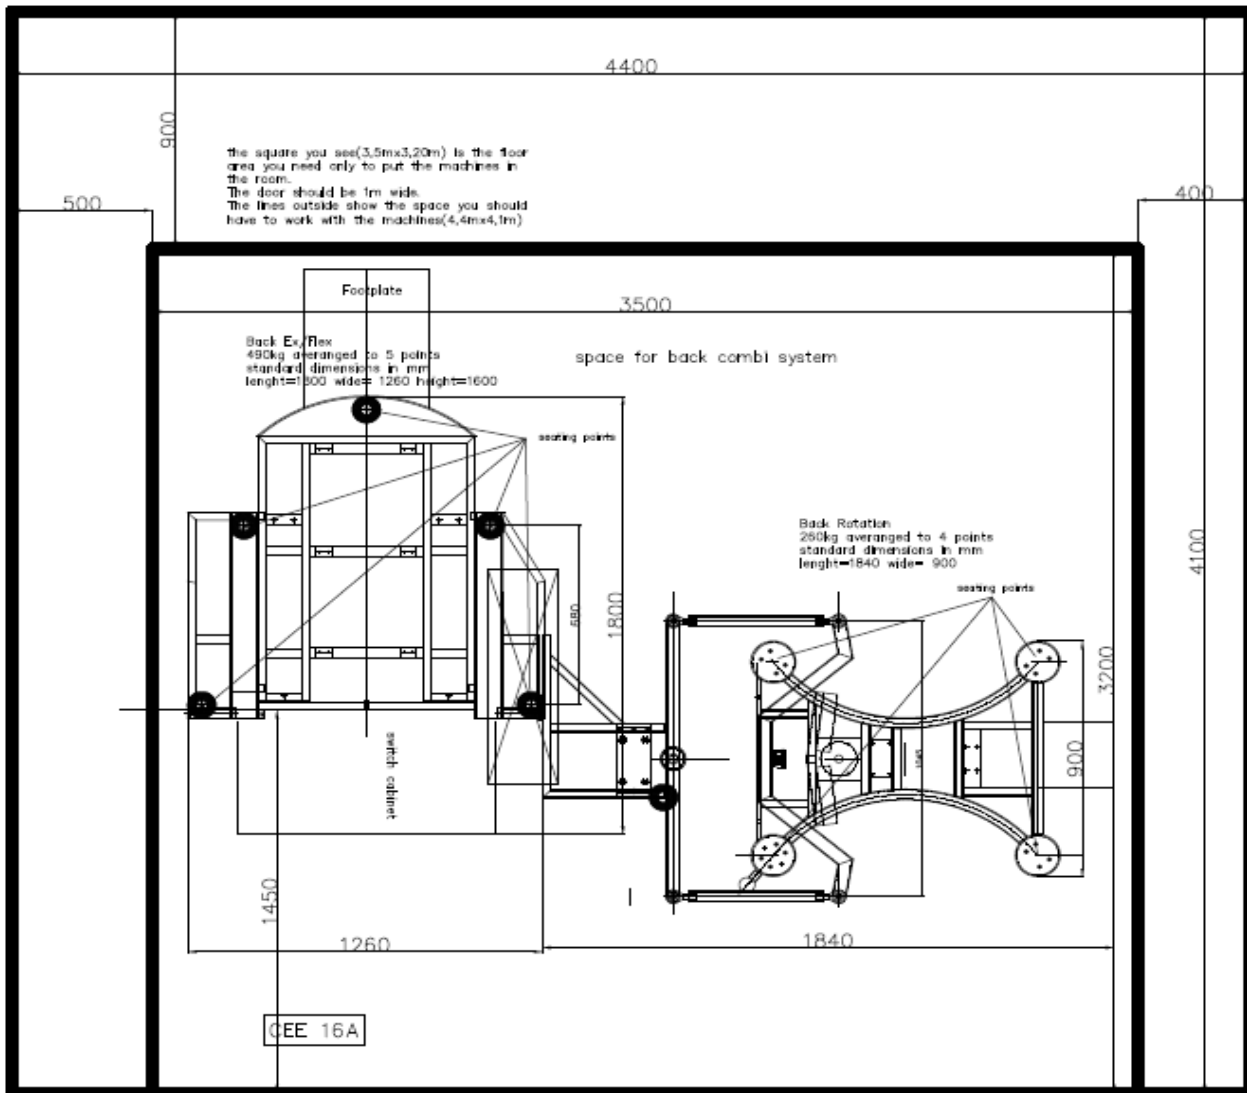 4400
900
the square you see(3,5mx3,20m) is the floor
area you need only to put the machines in
the room.
The door should be 1m wide.
The lines outside show the space you should
have to work with the machines(4,4mx4,1m)
500
400
Footplate
3500
Back Ex/Flex
490kg averanged to 5 points
standard dimensions in mm
lenght=1800 wide= 1260 height=1600
space for back combi system
seating points
Back Rotation
260kg averanged to 4 points
standard dimensions in mm
lenght=1840 wide= 900
seating points
4100
680
1800
3200
900
switch cabinet
1450
1260
1840
CEE 16A